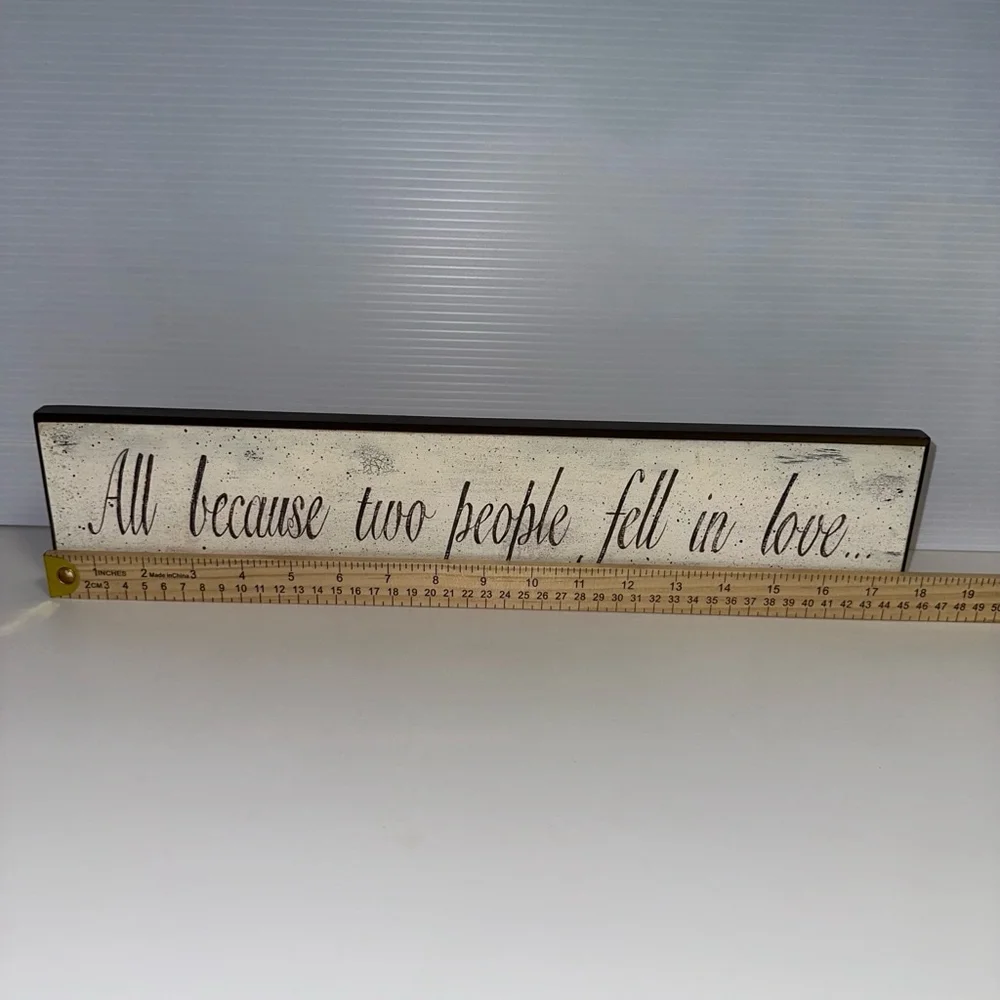 All because two people fell in love...
1INCHES 2 Made in China 3 4 5 6 7 8 9 10 11 12 13 14 15 16 17 18 19
2CM 3 4 5 6 7 8 9 10 11 12 13 14 15 16 17 18 19 20 21 22 23 24 25 26 27 28 29 30 31 32 33 34 35 36 37 38 39 40 41 42 43 44 45 46 47 48 49 50